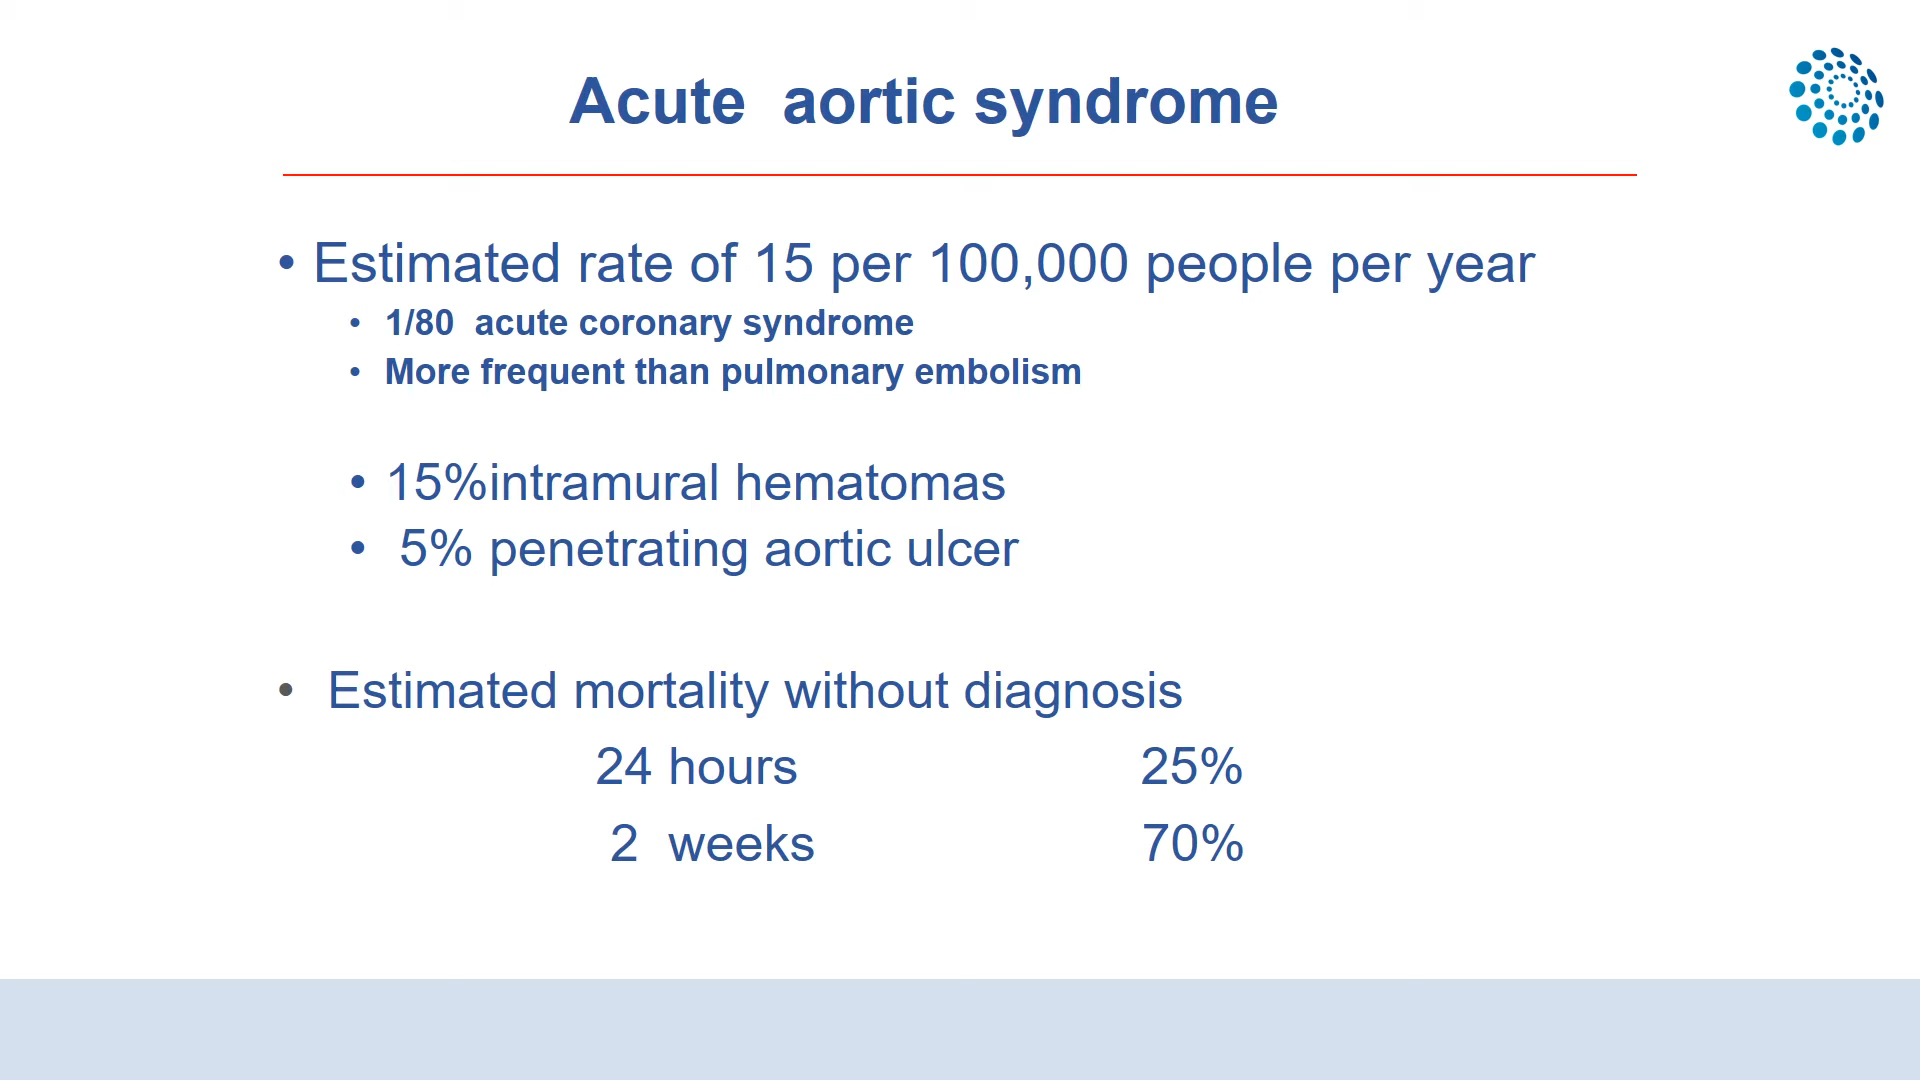 Acute aortic syndrome
• Estimated rate of 15 per 100,000 people per year
• 1/80 acute coronary syndrome
• More frequent than pulmonary embolism
• 15%intramural hematomas
• 5% penetrating aortic ulcer
• Estimated mortality without diagnosis
24 hours 25%
2 weeks 70%